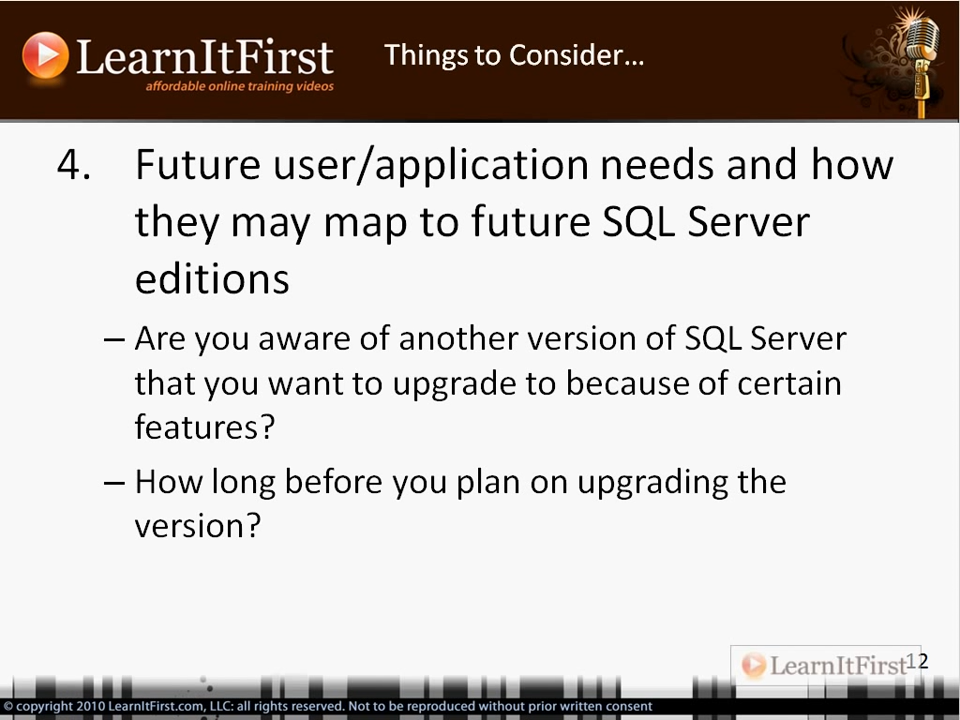 LearnItFirst
affordable online training videos
Things to Consider...
4. Future user/application needs and how
they may map to future SQL Server
editions
– Are you aware of another version of SQL Server
that you want to upgrade to because of certain
features?
– How long before you plan on upgrading the
version?
LearnItFirst
12
© copyright 2010 LearnItFirst.com, LLC: all rights reserved. Not to be reproduced without prior written consent